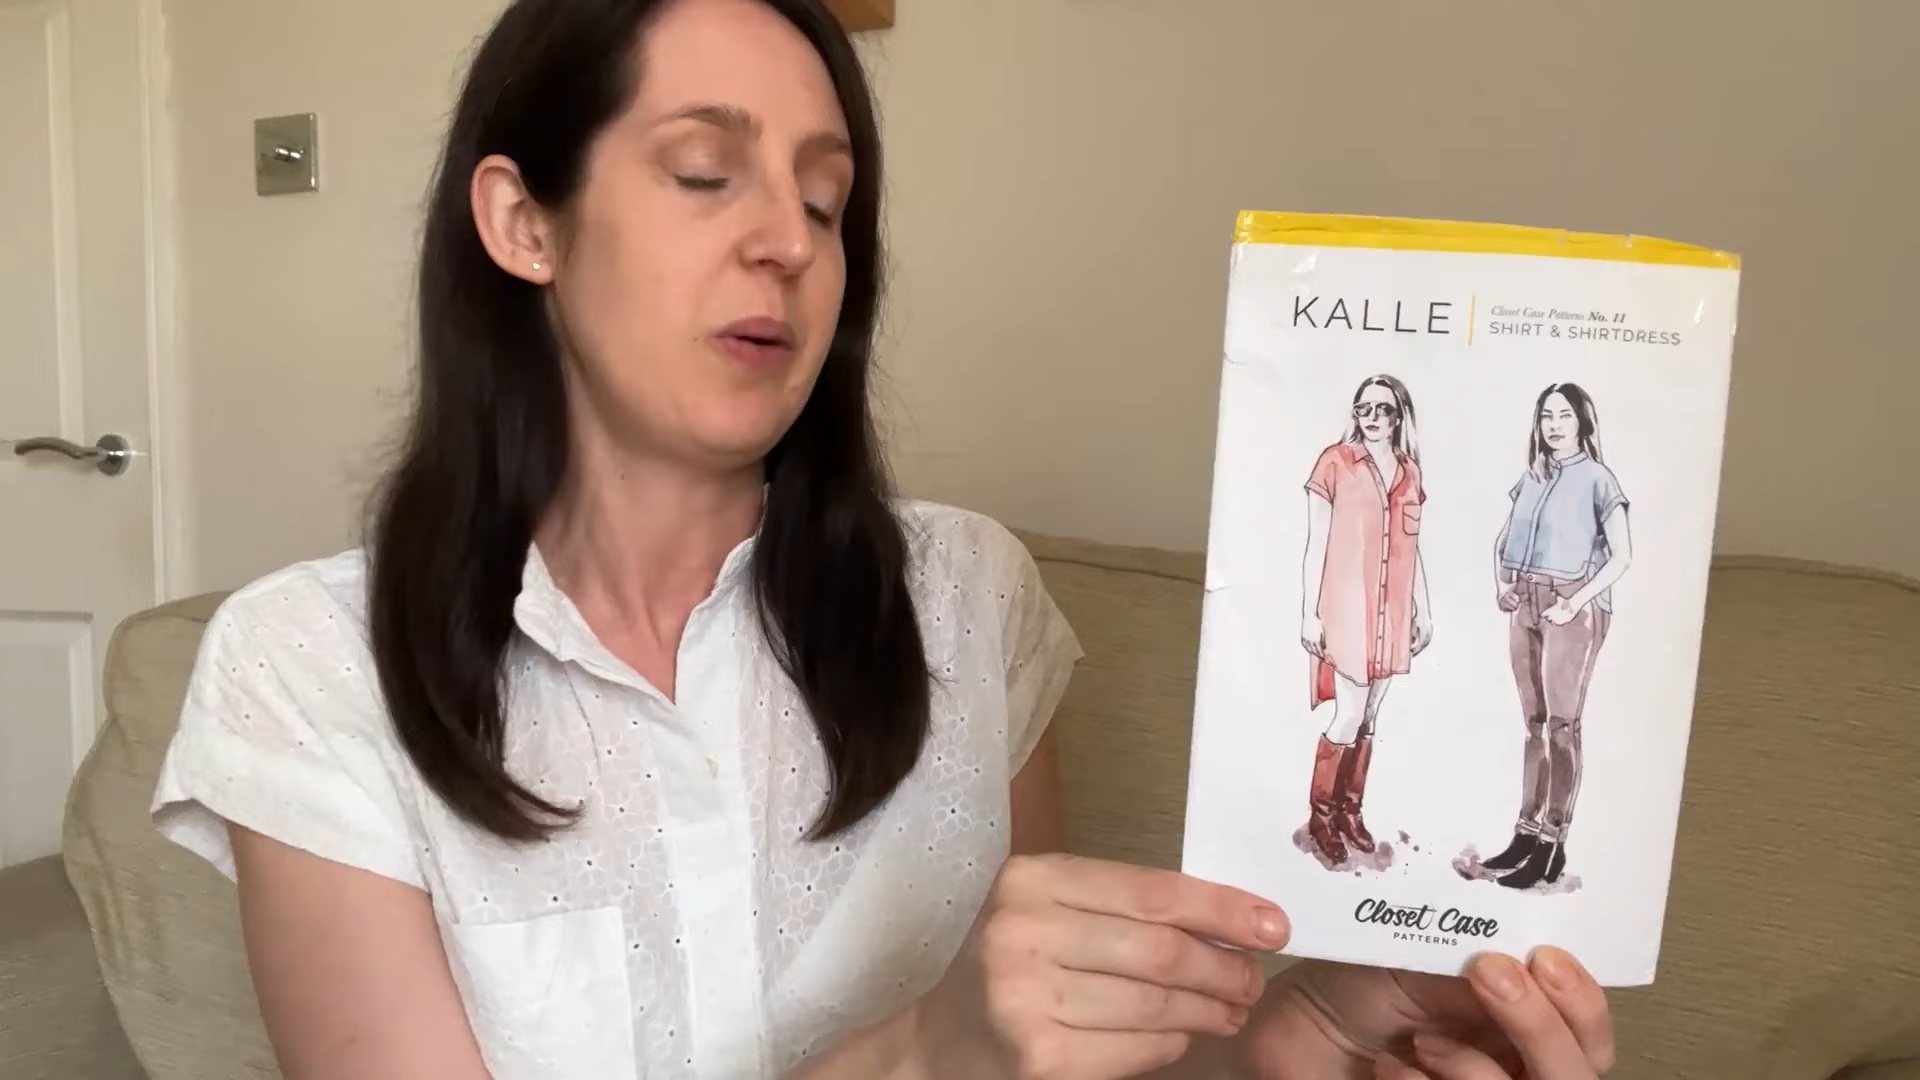 KALLE
Closet Case Patterns No. 11
SHIRT & SHIRTDRESS
Closet Case
PATTERNS